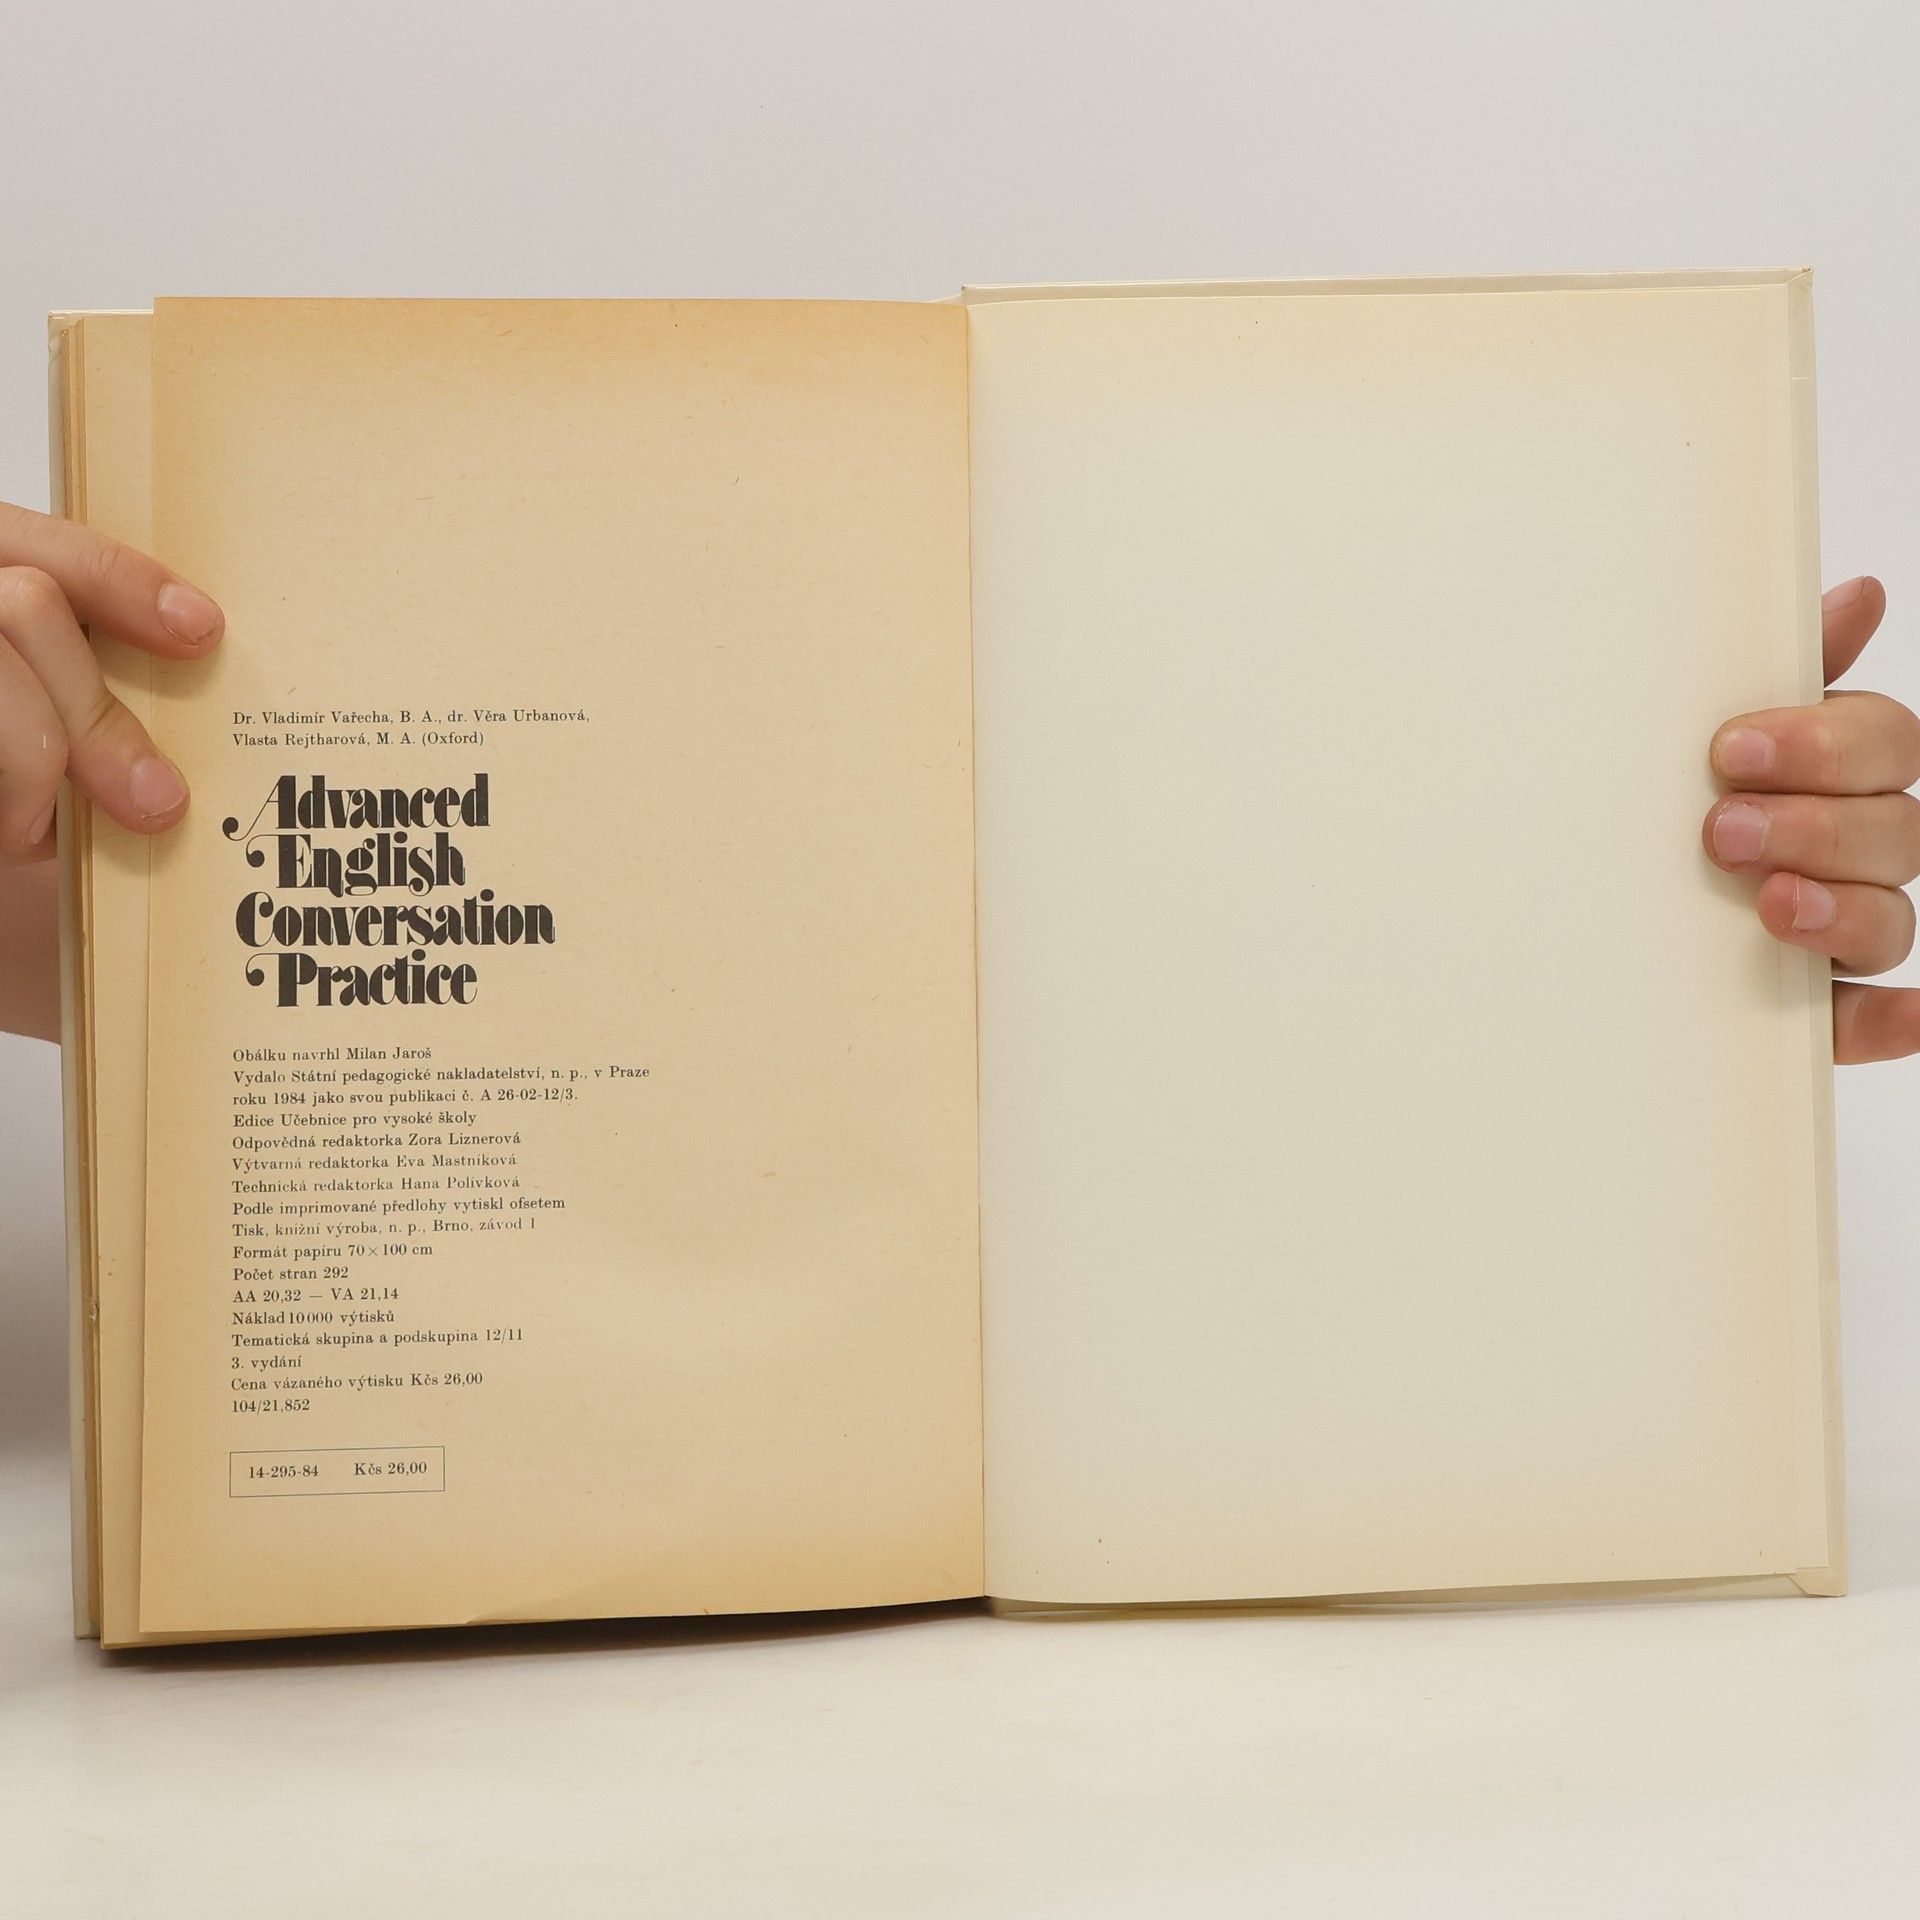 Dr. Vladimír Vařecha, B. A., dr. Věra Urbanová,
Vlasta Rejtharová, M. A. (Oxford)
Advanced
English
Conversation
Practice
Obálku navrhl Milan Jaroš
Vydalo Státní pedagogické nakladatelství, n. p., v Praze
roku 1984 jako svou publikaci č. A 26-02-12/3.
Edice Učebnice pro vysoké školy
Odpovědná redaktorka Zora Liznerová
Výtvarná redaktorka Eva Mastníková
Technická redaktorka Hana Polívková
Podle imprimované předlohy vytiskl ofsetem
Tisk, knižní výroba, n. p., Brno, závod 1
Formát papíru 70×100 cm
Počet stran 292
AA 20,32 — VA 21,14
Náklad 10 000 výtisků
Tematická skupina a podskupina 12/11
3. vydání
Cena vázaného výtisku Kčs 26,00
104/21,852
14-295-84 Kčs 26,00